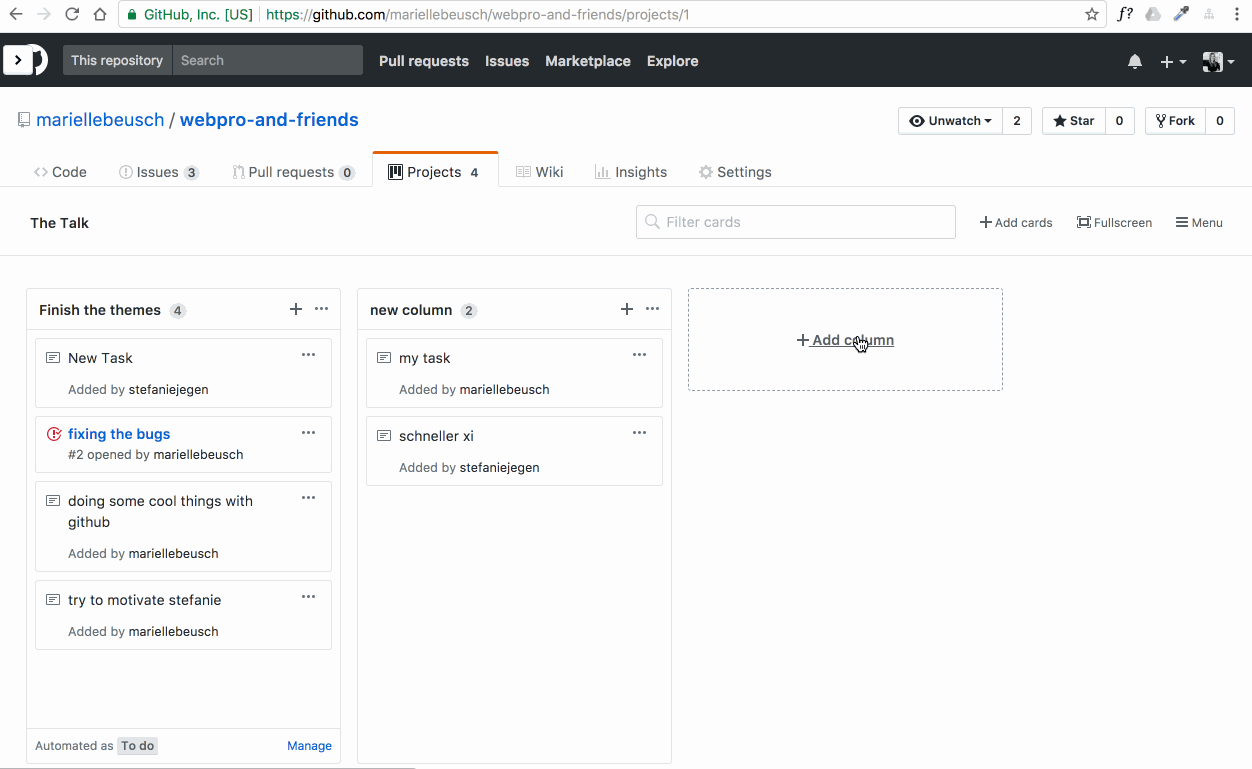 GitHub, Inc. [US] https://github.com/mariellebeusch/webpro-and-friends/projects/1 f?
This repository Search Pull requests Issues Marketplace Explore
mariellebeusch / webpro-and-friends Unwatch 2 Star 0 Fork 0
Code Issues 3 Pull requests 0 Projects 4 Wiki Insights Settings
The Talk Filter cards Add cards Fullscreen Menu
Finish the themes 4
New Task
Added by stefaniejegen
fixing the bugs
#2 opened by mariellebeusch
doing some cool things with
github
Added by mariellebeusch
try to motivate stefanie
Added by mariellebeusch
Automated as To do Manage
new column 2
my task
Added by mariellebeusch
schneller xi
Added by stefaniejegen
Add column